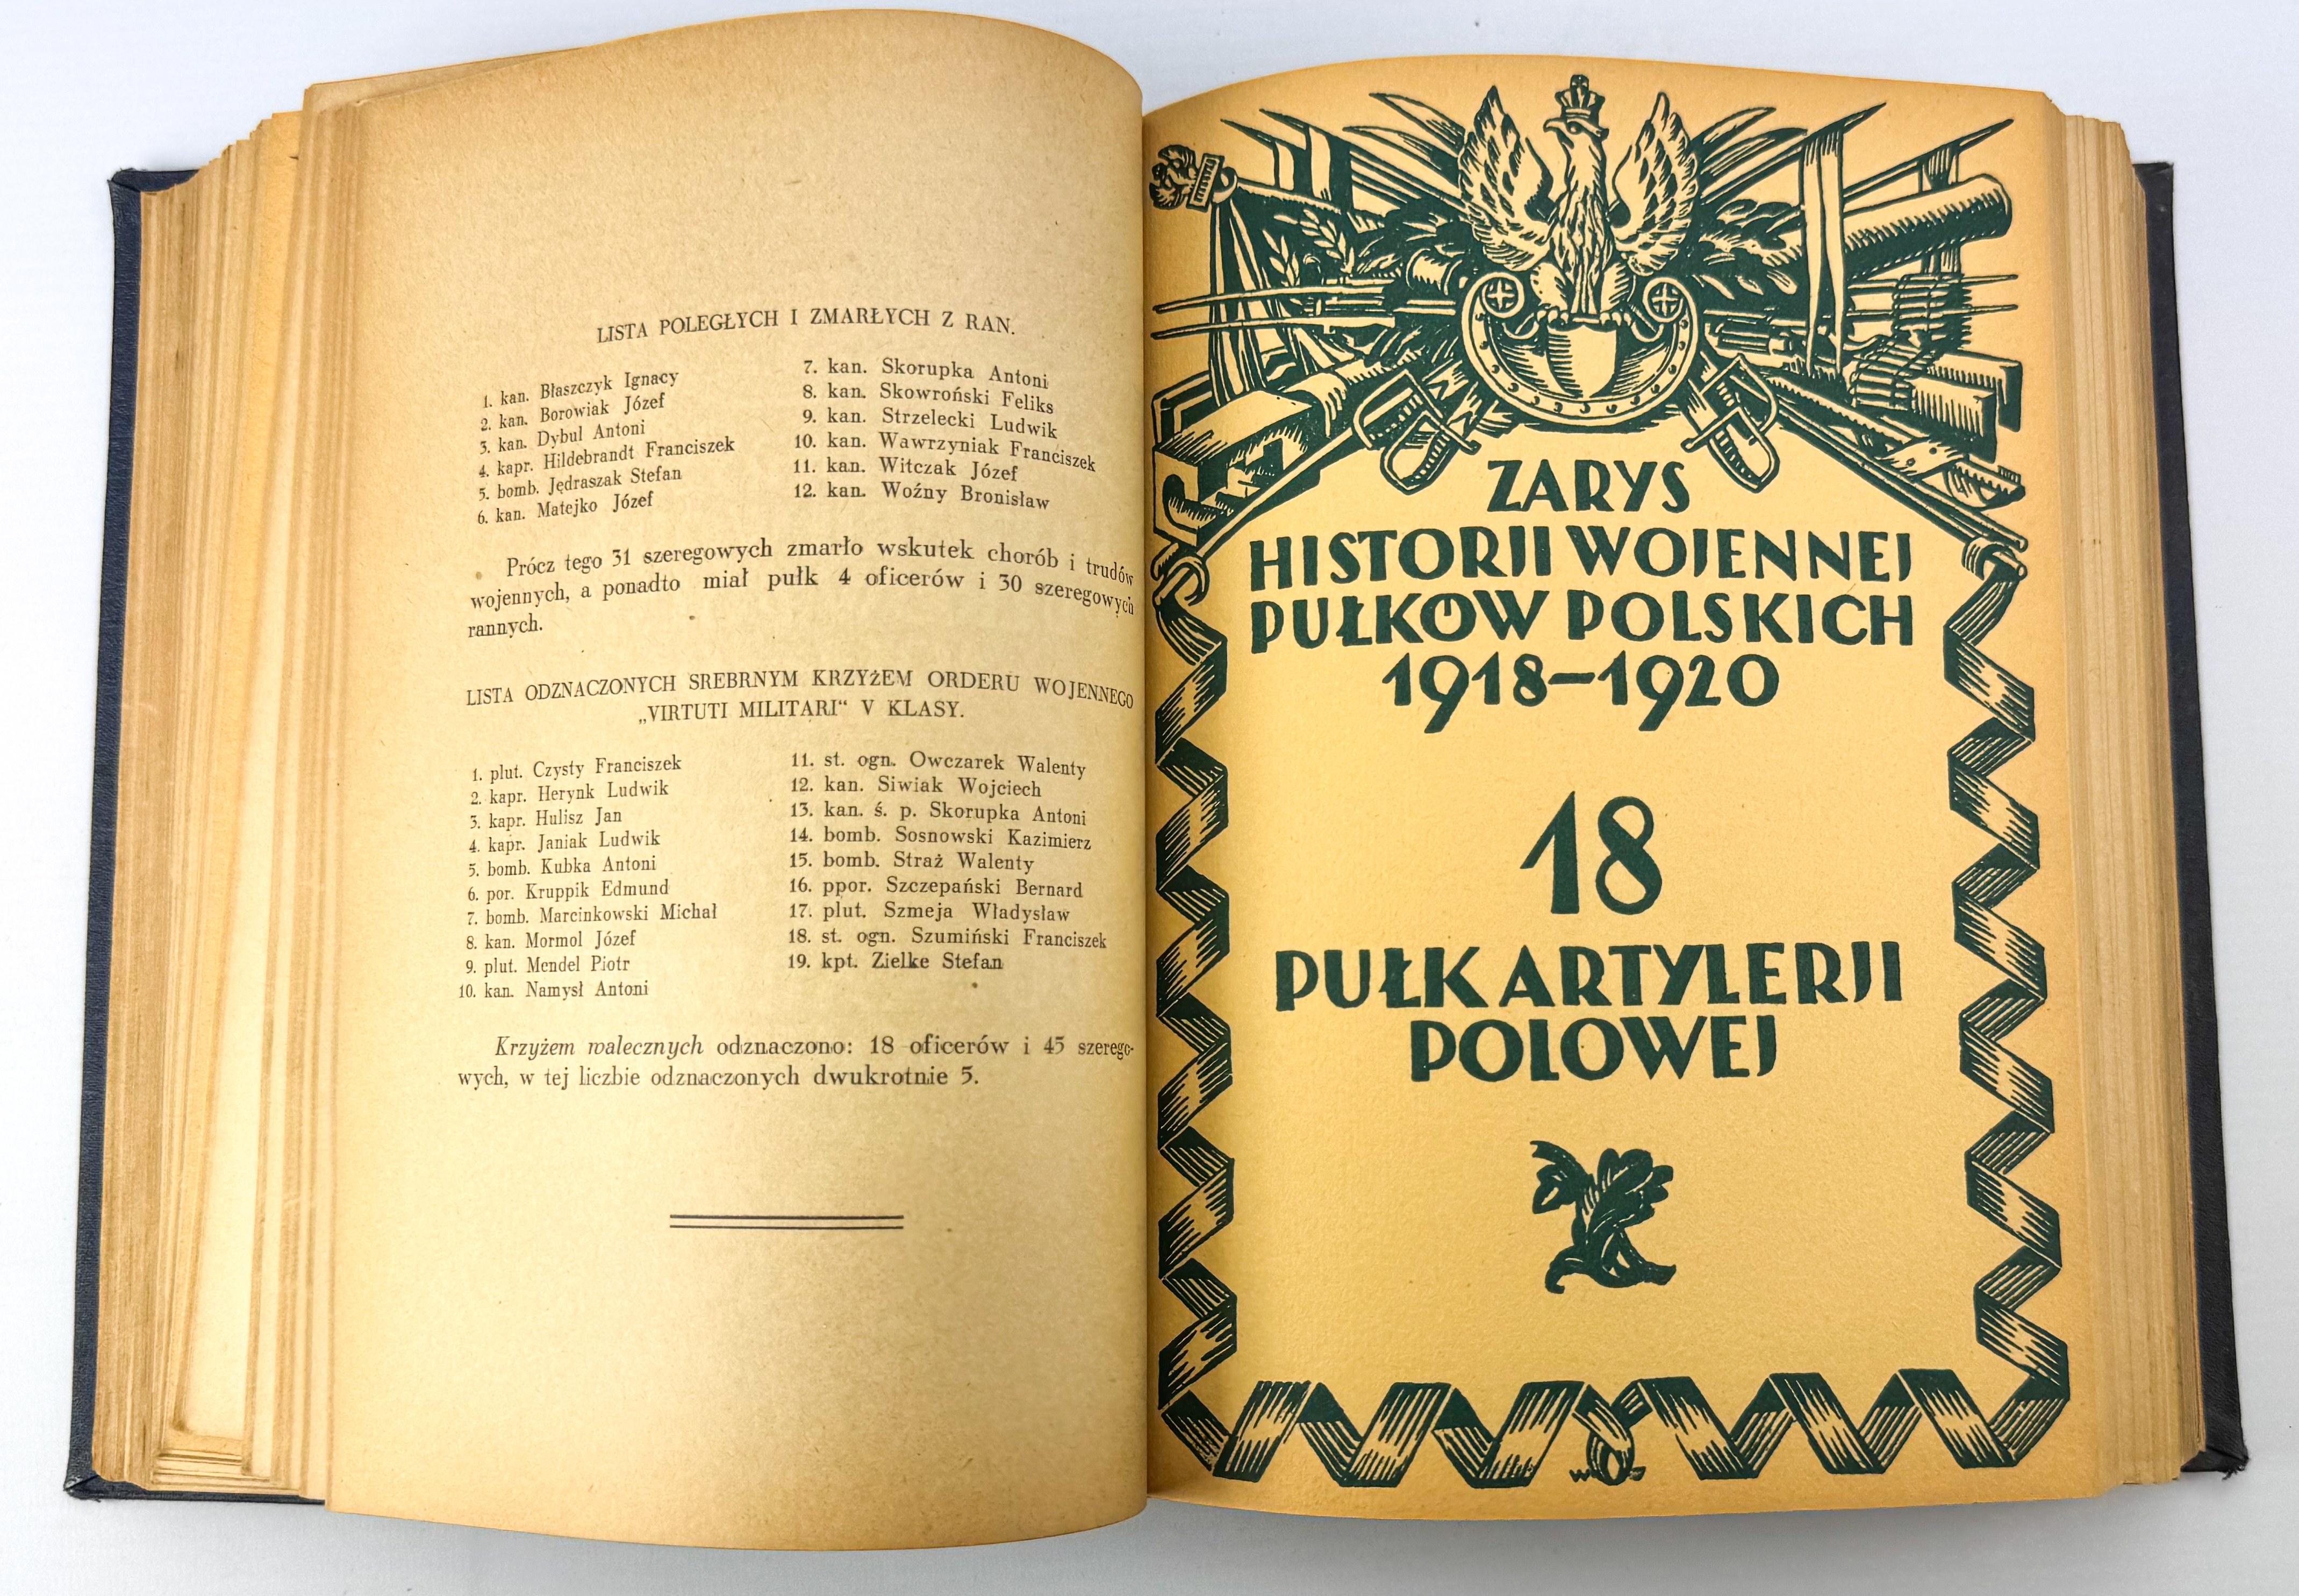 LISTA POLEGŁYCH I ZMARŁYCH Z RAN.
1. kan. Błaszczyk Ignacy
2. kan. Borowiak Józef
3. kan. Dybul Antoni
4. kapr. Hildebrandt Franciszek
5. bomb. Jędraszak Stefan
6. kan. Matejko Józef
7. kan. Skorupka Antoni
8. kan. Skowroński Feliks
9. kan. Strzelecki Ludwik
10. kan. Wawrzyniak Franciszek
11. kan. Witczak Józef
12. kan. Woźny Bronisław
Prócz tego 31 szeregowych zmarło wskutek chorób i trudów
wojennych, a ponadto miał pułk 4 oficerów i 30 szeregowych
rannych.
LISTA ODZNACZONYCH SREBRNYM KRZYŻEM ORDERU WOJENNEGO
„VIRTUTI MILITARI“ V KLASY.
1. plut. Czysty Franciszek
2. kapr. Herynk Ludwik
3. kapr. Hulisz Jan
4. kapr. Janiak Ludwik
5. bomb. Kubka Antoni
6. por. Kruppik Edmund
7. bomb. Marcinkowski Michał
8. kan. Mormol Józef
9. plut. Mendel Piotr
10. kan. Namysł Antoni
11. st. ogn. Owczarek Walenty
12. kan. Siwiak Wojciech
13. kan. ś. p. Skorupka Antoni
14. bomb. Sosnowski Kazimierz
15. bomb. Straż Walenty
16. ppor. Szczepański Bernard
17. plut. Szmeja Władysław
18. st. ogn. Szumiński Franciszek
19. kpt. Zielke Stefan
Krzyżem walecznych odznaczono: 18 oficerów i 45 szerego-
wych, w tej liczbie odznaczonych dwukrotnie 5.
ZARYS
HISTORJI WOJENNEJ
PUŁKÓW POLSKICH
1918–1920
18
PUŁK ARTYLERJI
POLOWEJ